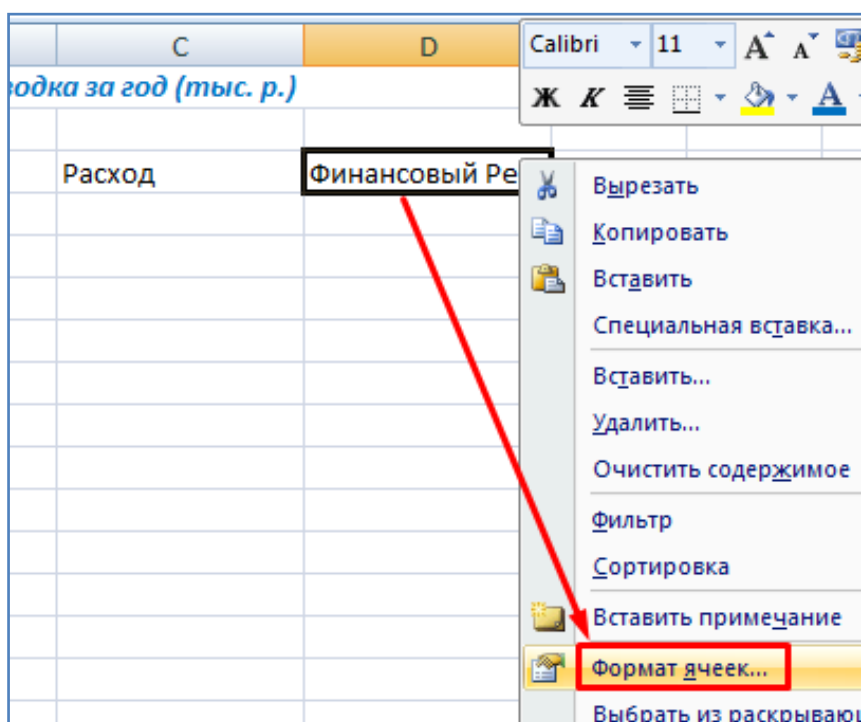 Calibri 11 А А
C D
водка за год (тыс. р.)
Ж К А
Расход Финансовый Ре
Вырезать
Копировать
Вставить
Специальная вставка...
Вставить...
Удалить...
Очистить содержимое
Фильтр
Сортировка
Вставить примечание
Формат ячеек...
Выбрать из раскрываю